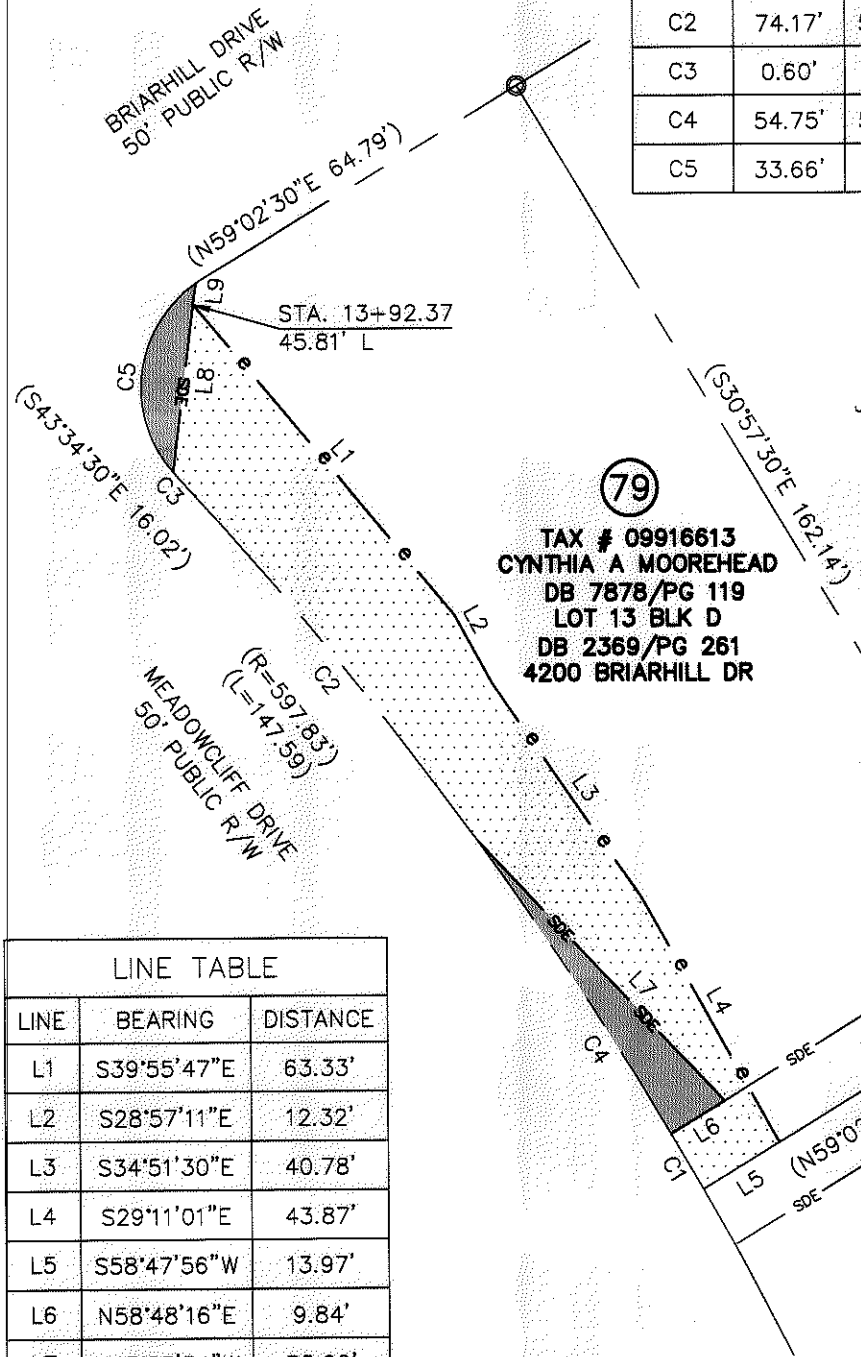 BRIARHILL DRIVE
50' PUBLIC R/W
C2 74.17'
C3 0.60'
C4 54.75'
C5 33.66'
(N59°02'30"E 64.79')
L9
STA. 13+92.37
45.81' L
C5
SDE
L8
e
L1
e
e
C3
(S43°34'30"E 16.02')
(S30°57'30"E 162.14')
79
TAX # 09916613
CYNTHIA A MOOREHEAD
DB 7878/PG 119
LOT 13 BLK D
DB 2369/PG 261
4200 BRIARHILL DR
L2
C2
(R=597.83')
(L=147.59)
MEADOWCLIFF DRIVE
50' PUBLIC R/W
e
L3
e
SDE
L7
SDE
e
L4
e
C4
SDE
L6
C1
L5
(N59°0
SDE
LINE TABLE
LINE BEARING DISTANCE
L1 S39°55'47"E 63.33'
L2 S28°57'11"E 12.32'
L3 S34°51'30"E 40.78'
L4 S29°11'01"E 43.87'
L5 S58°47'56"W 13.97'
L6 N58°48'16"E 9.84'